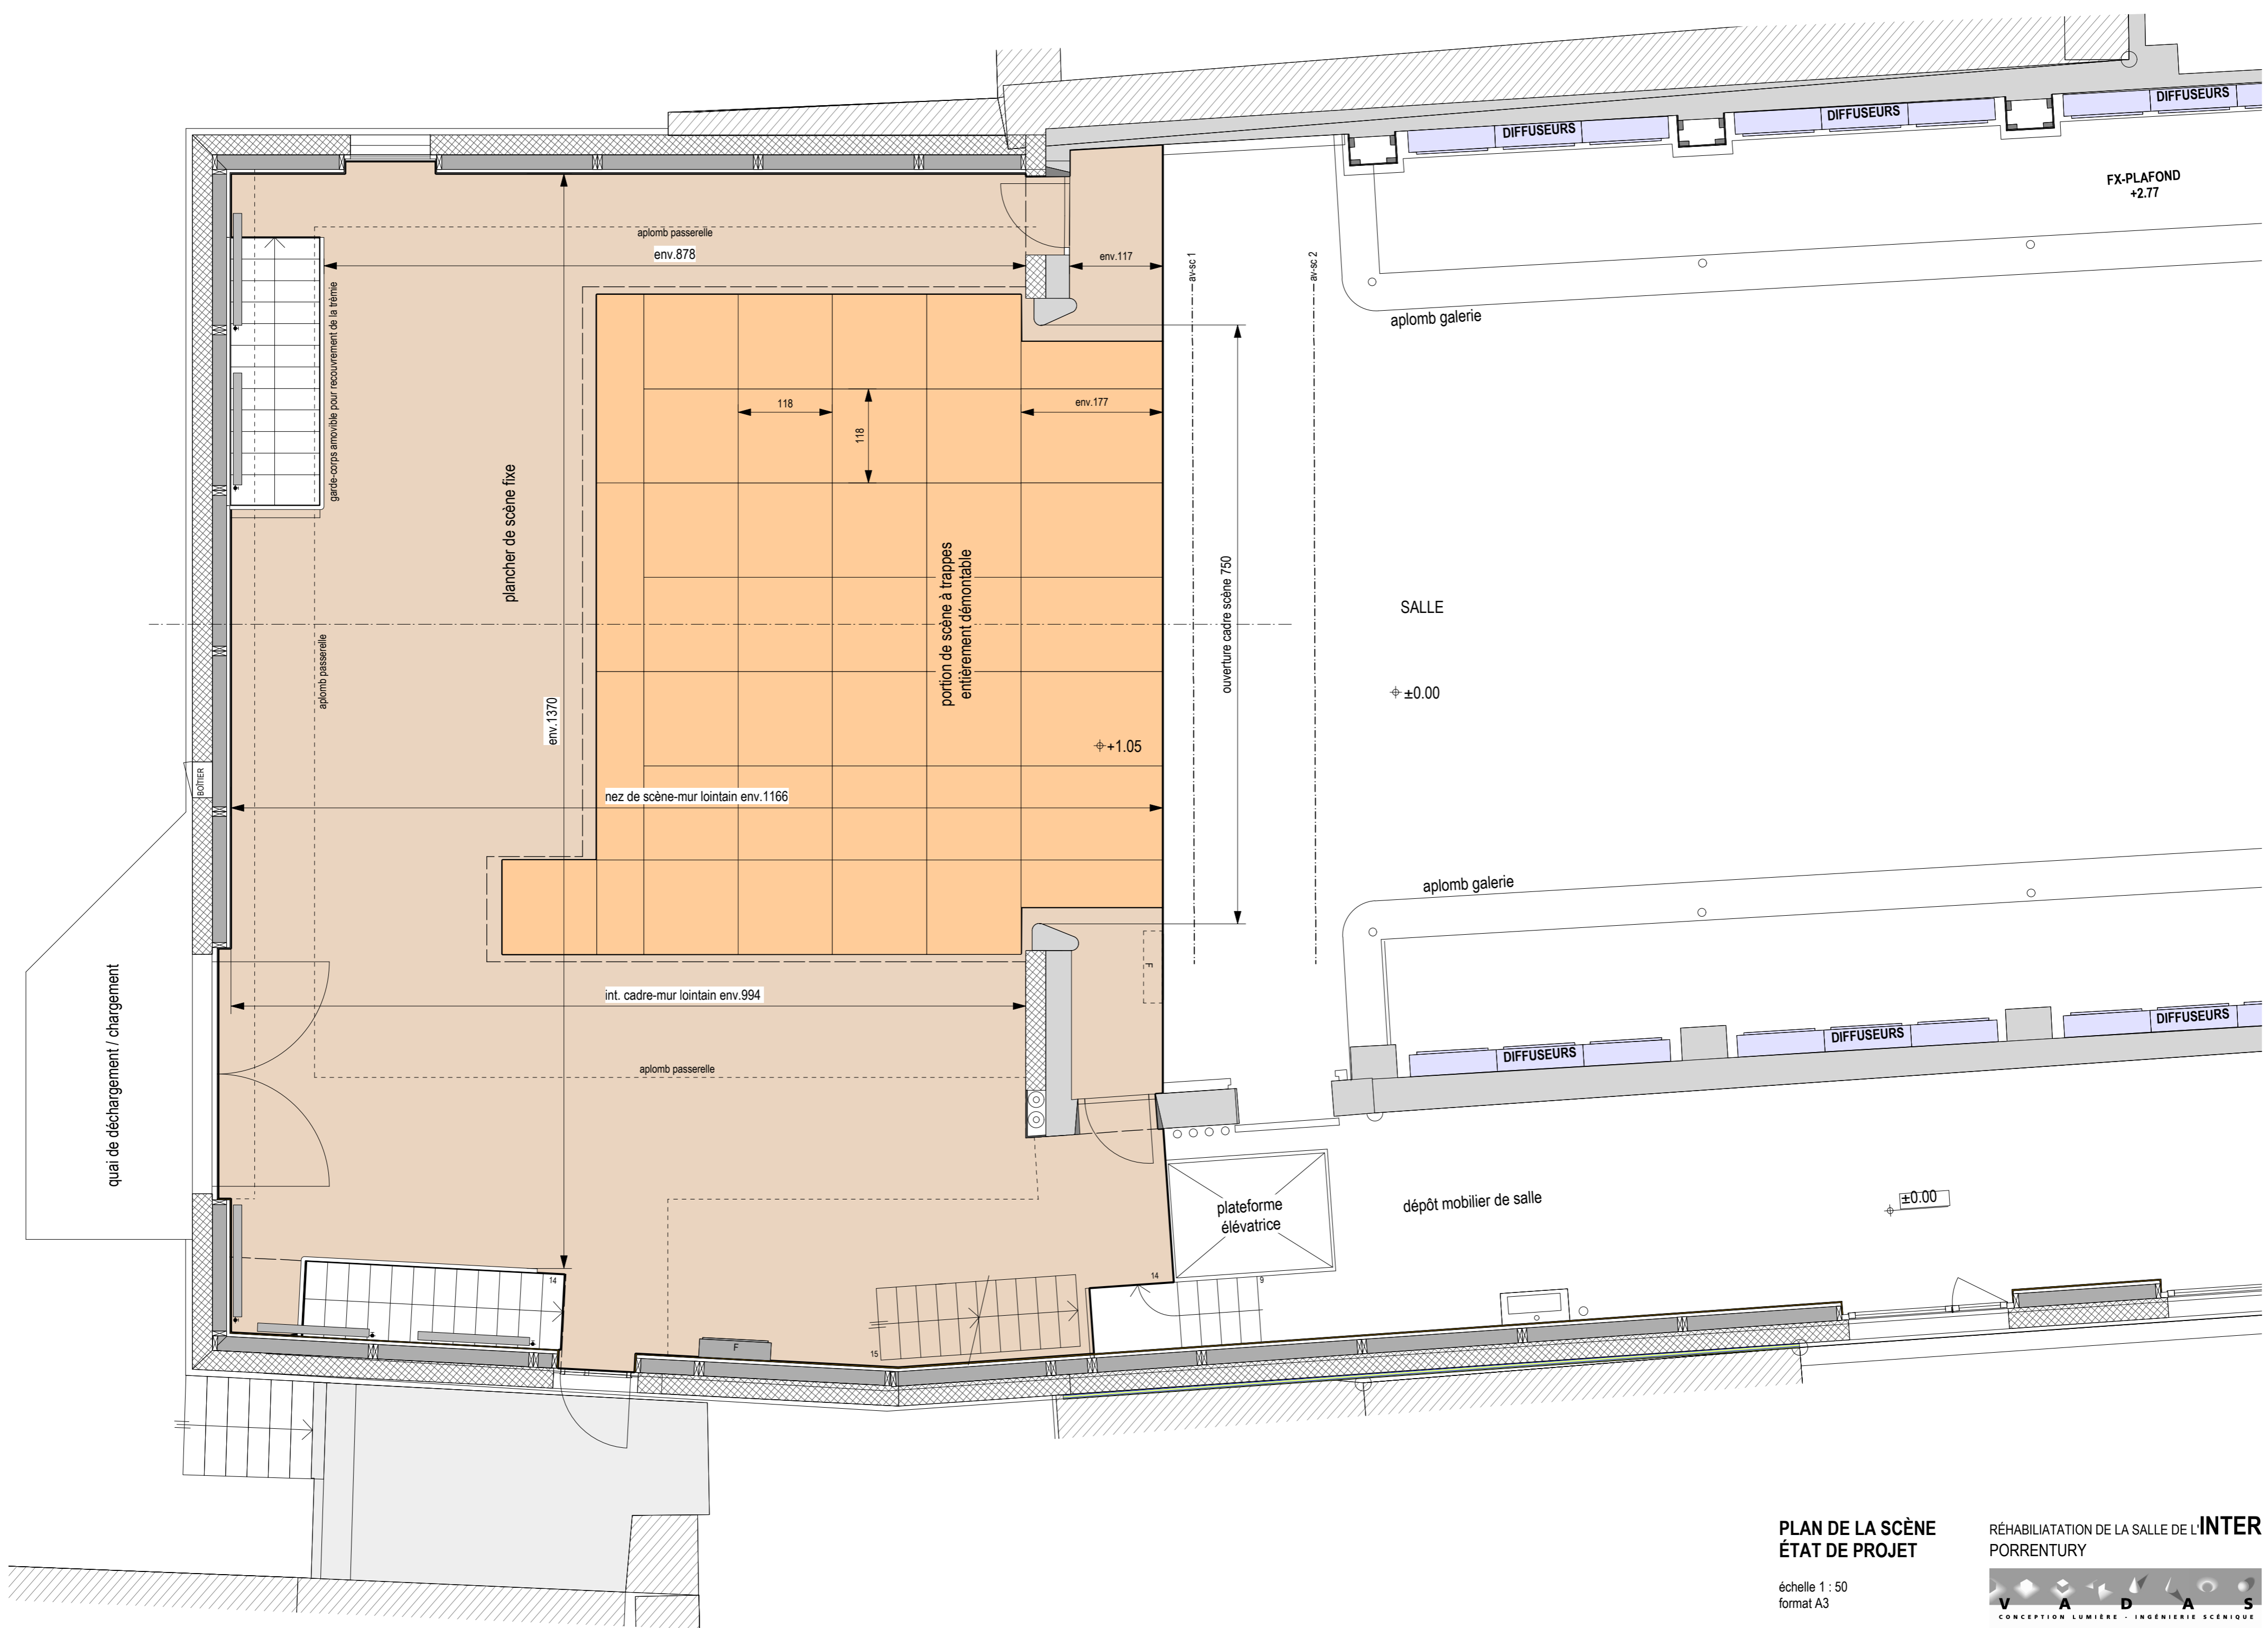 DIFFUSEURS
DIFFUSEURS
DIFFUSEURS
FX-PLAFOND
+2.77
aplomb passerelle
env.878
env.117
av-sc 1
av-sc 2
aplomb galerie
garde-corps amovible pour recouvrement de la trémie
118
118
env.177
plancher de scène fixe
portion de scène à trappes
entièrement démontable
ouverture cadre scène 750
SALLE
±0.00
aplomb passerelle
env.1370
+1.05
BOÎTIER
nez de scène-mur lointain env.1166
aplomb galerie
F
int. cadre-mur lointain env.994
quai de déchargement / chargement
DIFFUSEURS
DIFFUSEURS
DIFFUSEURS
aplomb passerelle
plateforme
élévatrice
dépôt mobilier de salle
±0.00
14
14
9
15
F
PLAN DE LA SCÈNE
ÉTAT DE PROJET
échelle 1 : 50
format A3
RÉHABILIATATION DE LA SALLE DE L'INTER
PORRENTURY
V A D A S
CONCEPTION LUMIÈRE - INGÉNIERIE SCÉNIQUE